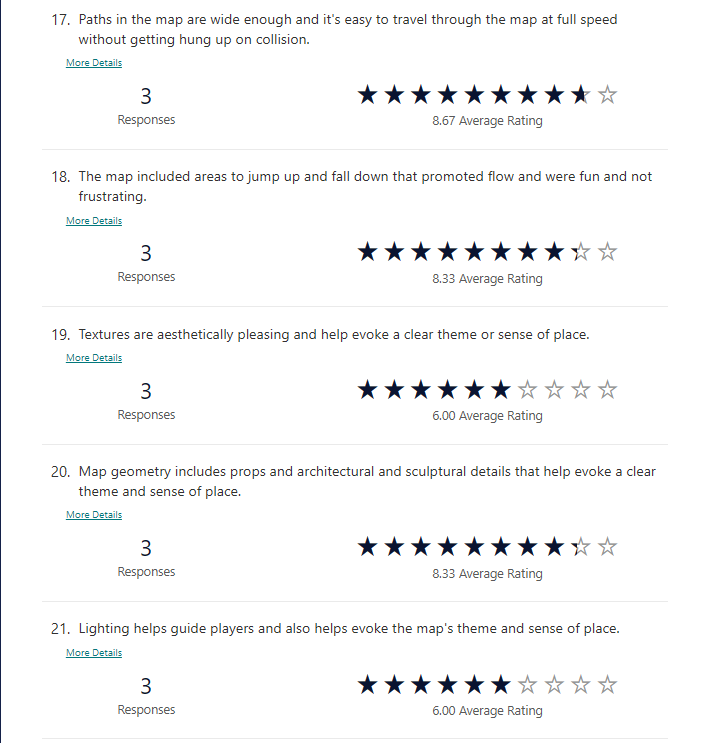 17. Paths in the map are wide enough and it's easy to travel through the map at full speed
without getting hung up on collision.
More Details
3
Responses
8.67 Average Rating
18. The map included areas to jump up and fall down that promoted flow and were fun and not
frustrating.
More Details
3
Responses
8.33 Average Rating
19. Textures are aesthetically pleasing and help evoke a clear theme or sense of place.
More Details
3
Responses
6.00 Average Rating
20. Map geometry includes props and architectural and sculptural details that help evoke a clear
theme and sense of place.
More Details
3
Responses
8.33 Average Rating
21. Lighting helps guide players and also helps evoke the map's theme and sense of place.
More Details
3
Responses
6.00 Average Rating